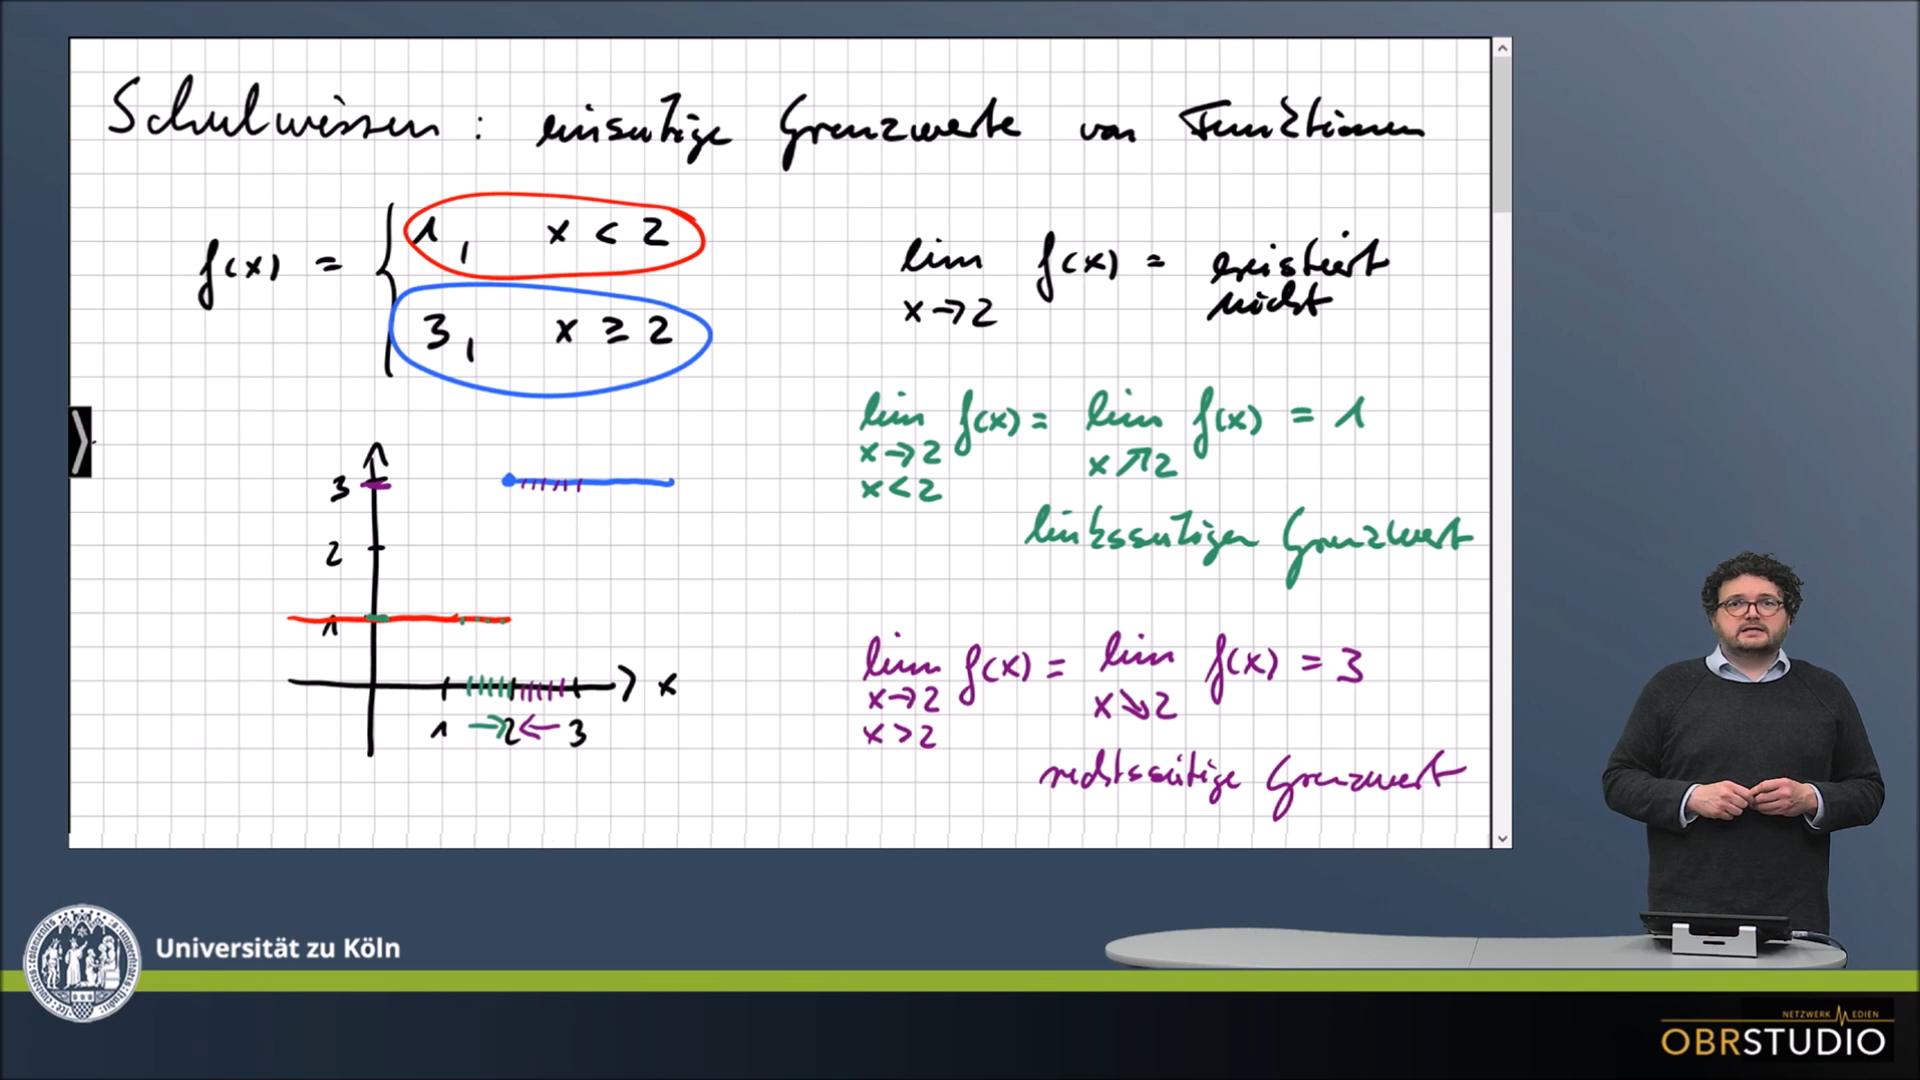 Schulwissen: einseitige Grenzwerte von Funktionen
f(x) = { 1, x < 2
3, x ≥ 2
lim f(x) = existiert nicht
x→2
lim f(x) = lim f(x) = 1
x→2 x↗2
x<2
linksseitigen Grenzwert
lim f(x) = lim f(x) = 3
x→2 x↘2
x>2
rechtsseitige Grenzwert
3
2
1
x
1 → 2 ← 3
Universität zu Köln
NETZWERK MEDIEN
OBRSTUDIO